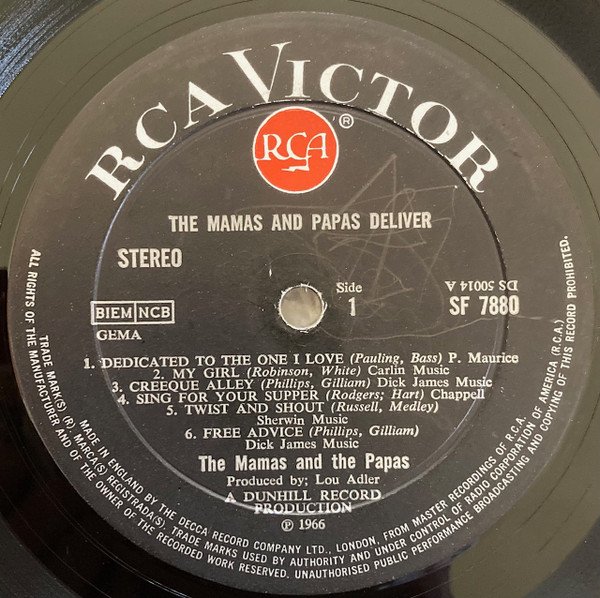 RCA VICTOR
RCA ®
THE MAMAS AND PAPAS DELIVER
STEREO
Side
1
DS 50014 A
SF 7880
BIEM NCB
GEMA
1. DEDICATED TO THE ONE I LOVE (Pauling, Bass) P. Maurice
2. MY GIRL (Robinson, White) Carlin Music
3. CREEQUE ALLEY (Phillips, Gilliam) Dick James Music
4. SING FOR YOUR SUPPER (Rodgers; Hart) Chappell
5. TWIST AND SHOUT (Russell, Medley)
Sherwin Music
6. FREE ADVICE (Phillips, Gilliam)
Dick James Music
The Mamas and the Papas
Produced by; Lou Adler
A DUNHILL RECORD
PRODUCTION
℗ 1966
ALL RIGHTS OF THE MANUFACTURER AND OF THE OWNER OF THE RECORDED WORK RESERVED. UNAUTHORISED PUBLIC PERFORMANCE BROADCASTING AND COPYING OF THIS RECORD PROHIBITED.
TRADE MARK(S) (R) MARCA(S) REGISTRADA(S). TRADE MARKS USED BY AUTHORITY AND UNDER CONTROL OF RADIO CORPORATION OF AMERICA (R.C.A.)
MADE IN ENGLAND BY THE DECCA RECORD COMPANY LTD., LONDON, FROM MASTER RECORDINGS OF R.C.A.